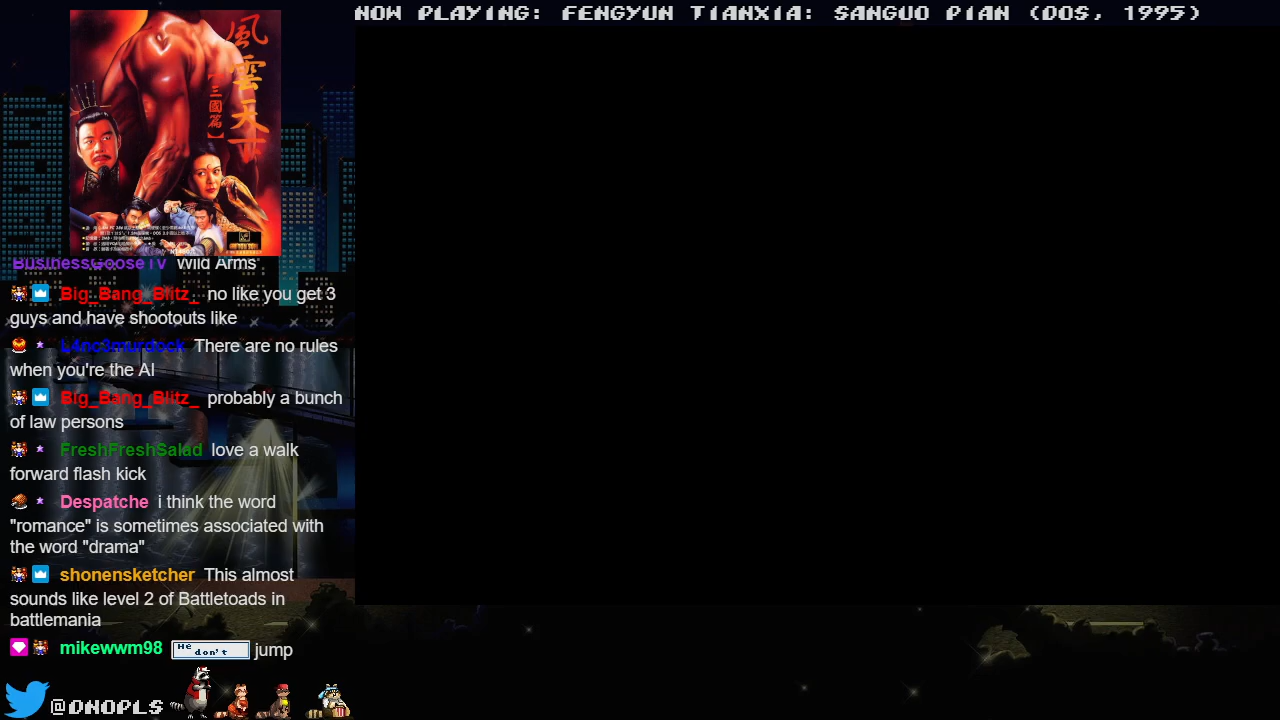 NOW PLAYING: FENGYUN TIANXIA: SANGUO PIAN (DOS, 1995)
風雲天下
【三國篇】
BusinessGooseTV Wild Arms
Big_Bang_Blitz_ no like you get 3
guys and have shootouts like
L4nc3murdock There are no rules
when you're the AI
Big_Bang_Blitz_ probably a bunch
of law persons
FreshFreshSalad love a walk
forward flash kick
Despatche i think the word
"romance" is sometimes associated with
the word "drama"
shonensketcher This almost
sounds like level 2 of Battletoads in
battlemania
mikewwm98 He don't jump
@ONOPLS